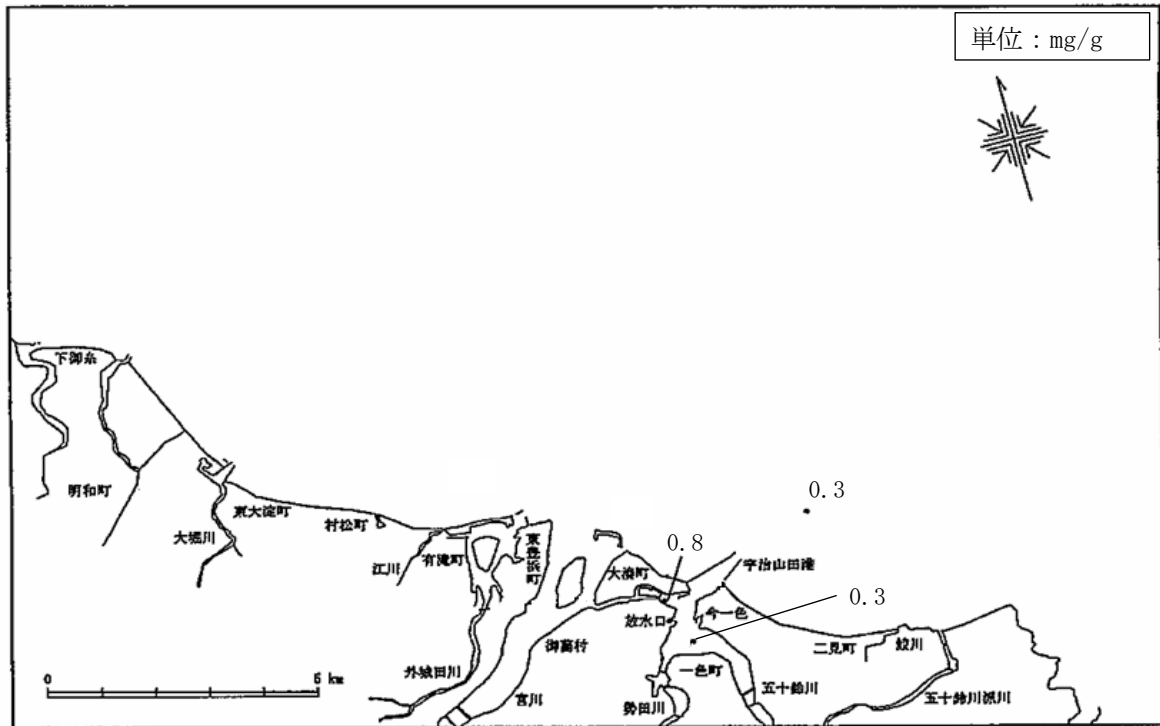 単位：mg/g
下御糸
明和町
大堀川
東大淀町
村松町
江川
有滝町
東豊浜町
外城田川
宮川
御薗村
大湊町
0.8
0.3
宇治山田港
放水口
今一色
0.3
一色町
勢田川
五十鈴川
二見町
鮫川
五十鈴川派川
0
6 km